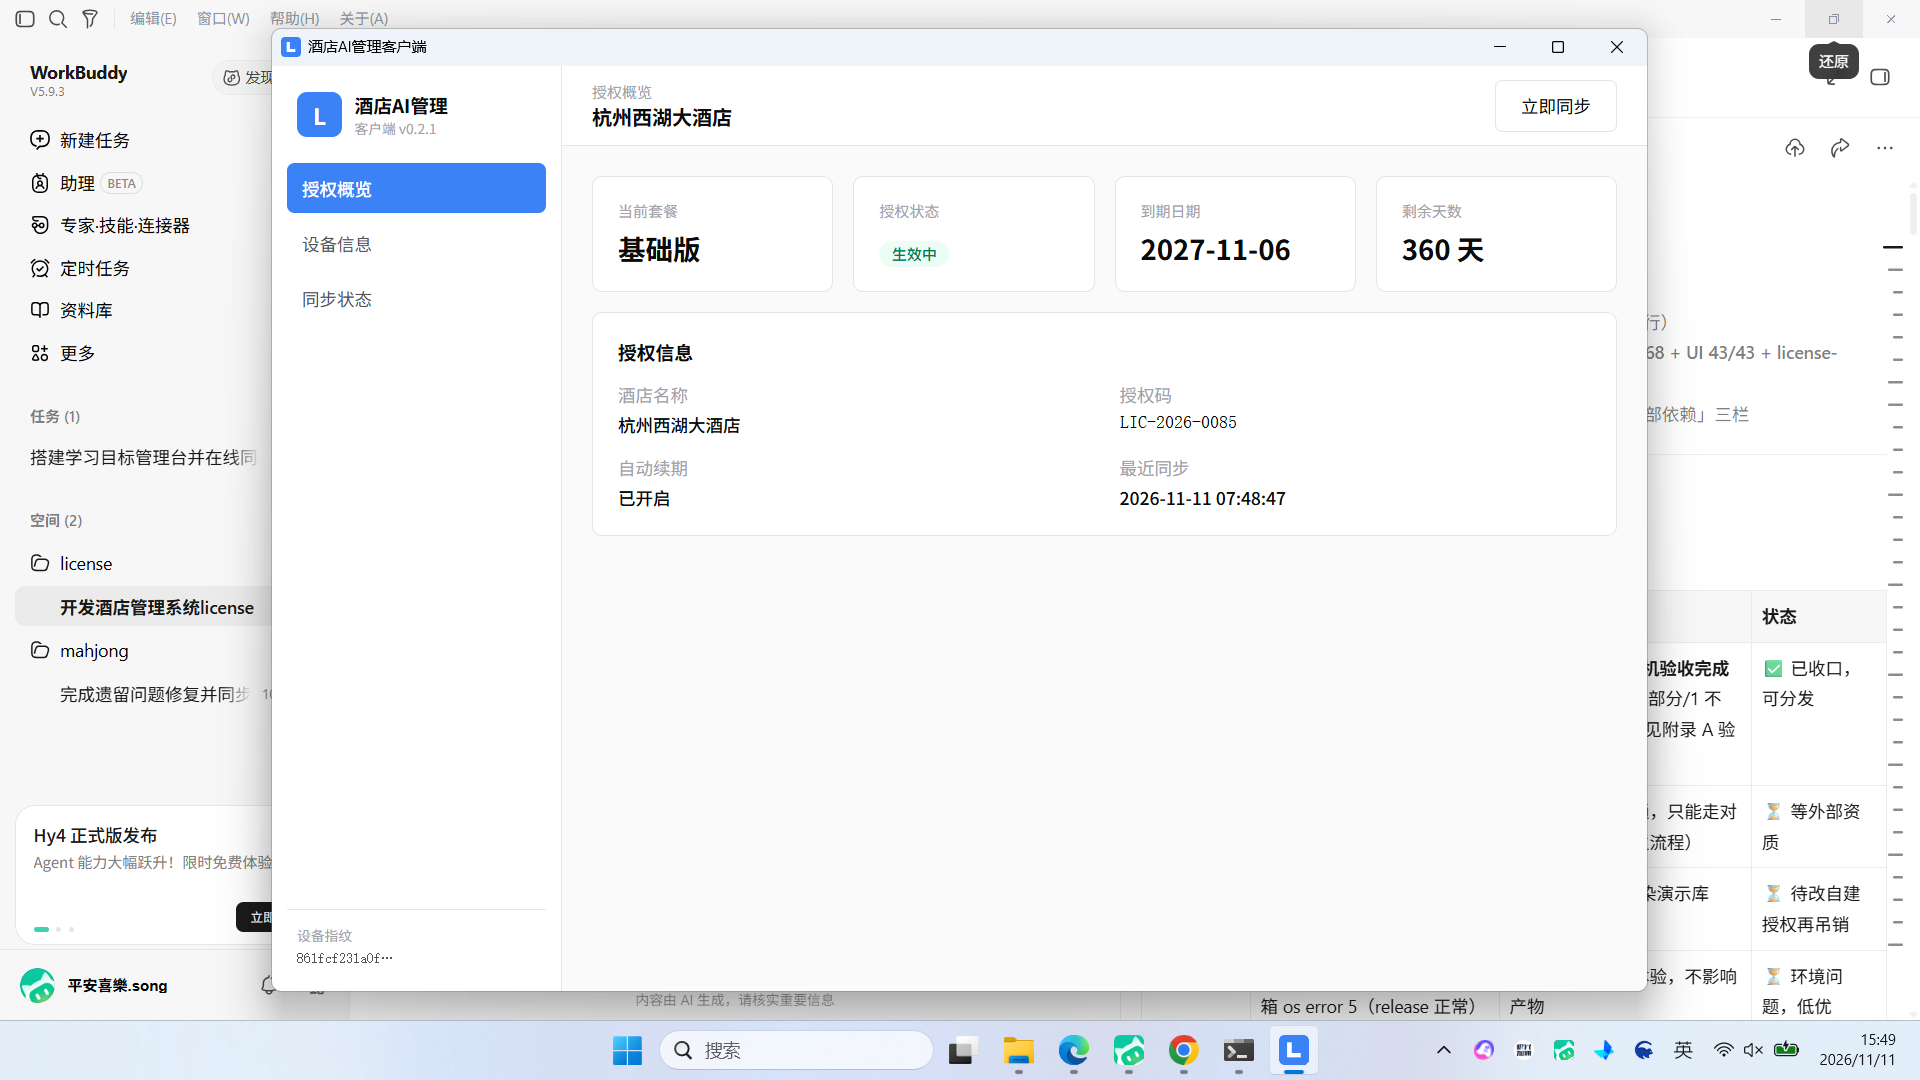 编辑(E) 窗口(W) 帮助(H) 关于(A)
WorkBuddy
V5.9.3
发现
新建任务
助理 BETA
专家·技能·连接器
定时任务
资料库
更多
任务 (1)
搭建学习目标管理台并在线同
空间 (2)
license
开发酒店管理系统license
mahjong
完成遗留问题修复并同步
Hy4 正式版发布
Agent 能力大幅跃升！限时免费体验
立即
平安喜樂.song
酒店AI管理客户端
L
酒店AI管理
客户端 v0.2.1
授权概览
设备信息
同步状态
设备指纹
861fcf231a0f…
授权概览
杭州西湖大酒店
立即同步
当前套餐
基础版
授权状态
生效中
到期日期
2027-11-06
剩余天数
360 天
授权信息
酒店名称
杭州西湖大酒店
授权码
LIC-2026-0085
自动续期
已开启
最近同步
2026-11-11 07:48:47
还原
行）
68 + UI 43/43 + license-
部依赖」三栏
状态
机验收完成
部分/1 不
见附录 A 验
✅ 已收口，
可分发
，只能走对
流程）
⏳ 等外部资
质
染演示库
⏳ 待改自建
授权再吊销
验，不影响
产物
⏳ 环境问
题，低优
箱 os error 5（release 正常）
内容由 AI 生成，请核实重要信息
搜索
英
15:49
2026/11/11